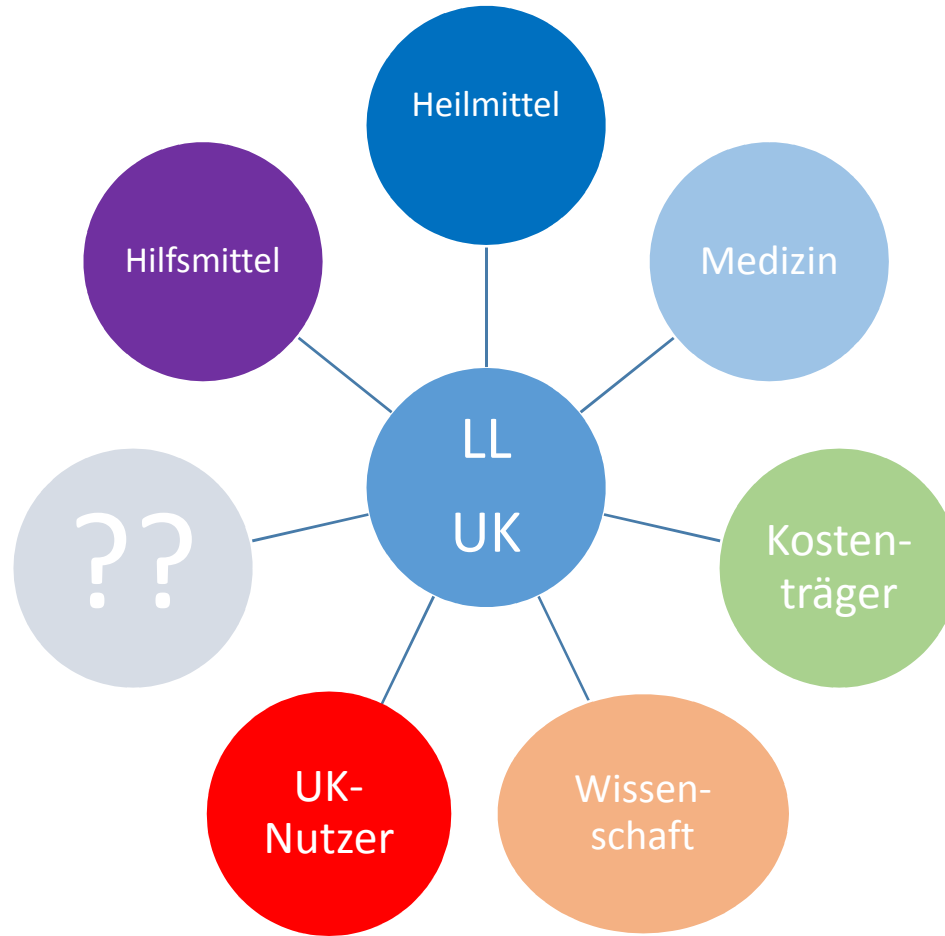 Heilmittel
Hilfsmittel
Medizin
LL
UK
??
Kosten-
träger
UK-
Nutzer
Wissen-
schaft